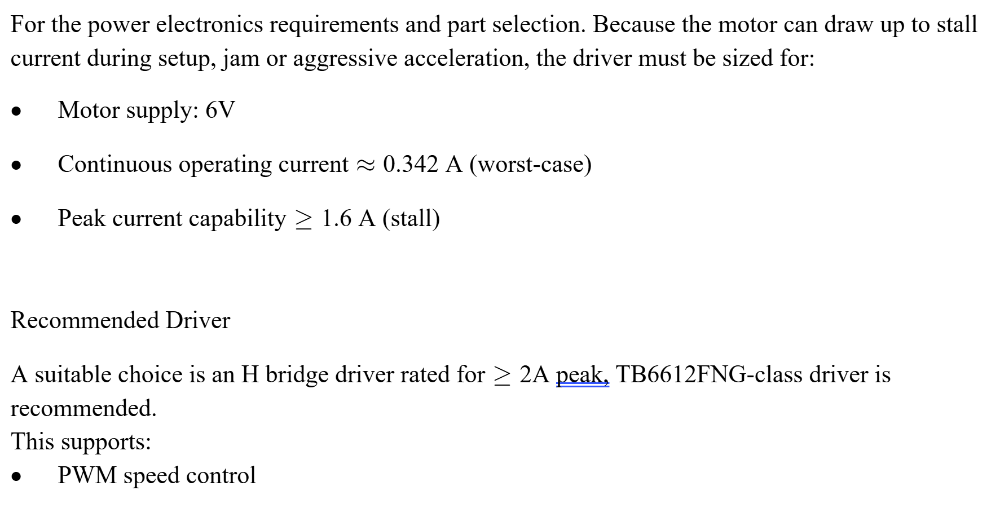 For the power electronics requirements and part selection. Because the motor can draw up to stall
current during setup, jam or aggressive acceleration, the driver must be sized for:
• Motor supply: 6V
• Continuous operating current ≈ 0.342 A (worst-case)
• Peak current capability ≥ 1.6 A (stall)
Recommended Driver
A suitable choice is an H bridge driver rated for ≥ 2A peak, TB6612FNG-class driver is
recommended.
This supports:
• PWM speed control